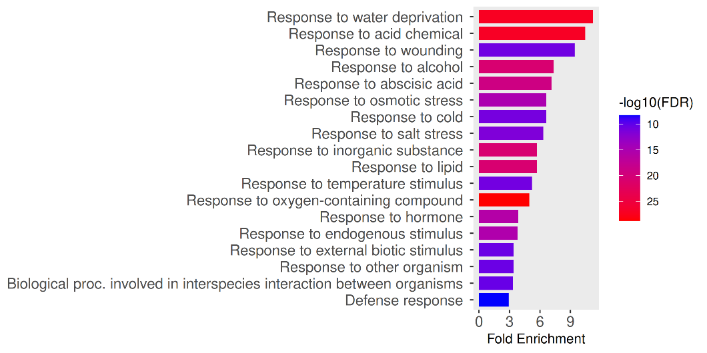 Response to water deprivation
Response to acid chemical
Response to wounding
Response to alcohol
Response to abscisic acid
Response to osmotic stress
Response to cold
Response to salt stress
Response to inorganic substance
Response to lipid
Response to temperature stimulus
Response to oxygen-containing compound
Response to hormone
Response to endogenous stimulus
Response to external biotic stimulus
Response to other organism
Biological proc. involved in interspecies interaction between organisms
Defense response
0 3 6 9
Fold Enrichment
-log10(FDR)
10
15
20
25